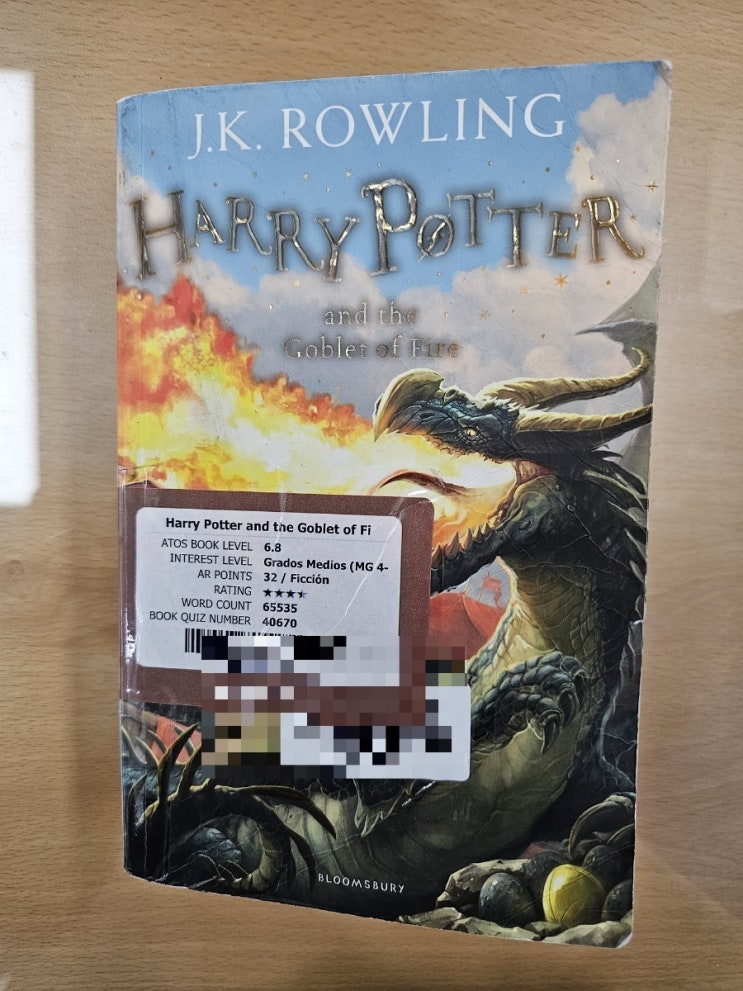 J.K. ROWLING
HARRY POTTER
and the
Goblet of Fire
Harry Potter and the Goblet of Fi
ATOS BOOK LEVEL 6.8
INTEREST LEVEL Grados Medios (MG 4-
AR POINTS 32 / Ficción
RATING ★★★⯨
WORD COUNT 65535
BOOK QUIZ NUMBER 40670
BLOOMSBURY